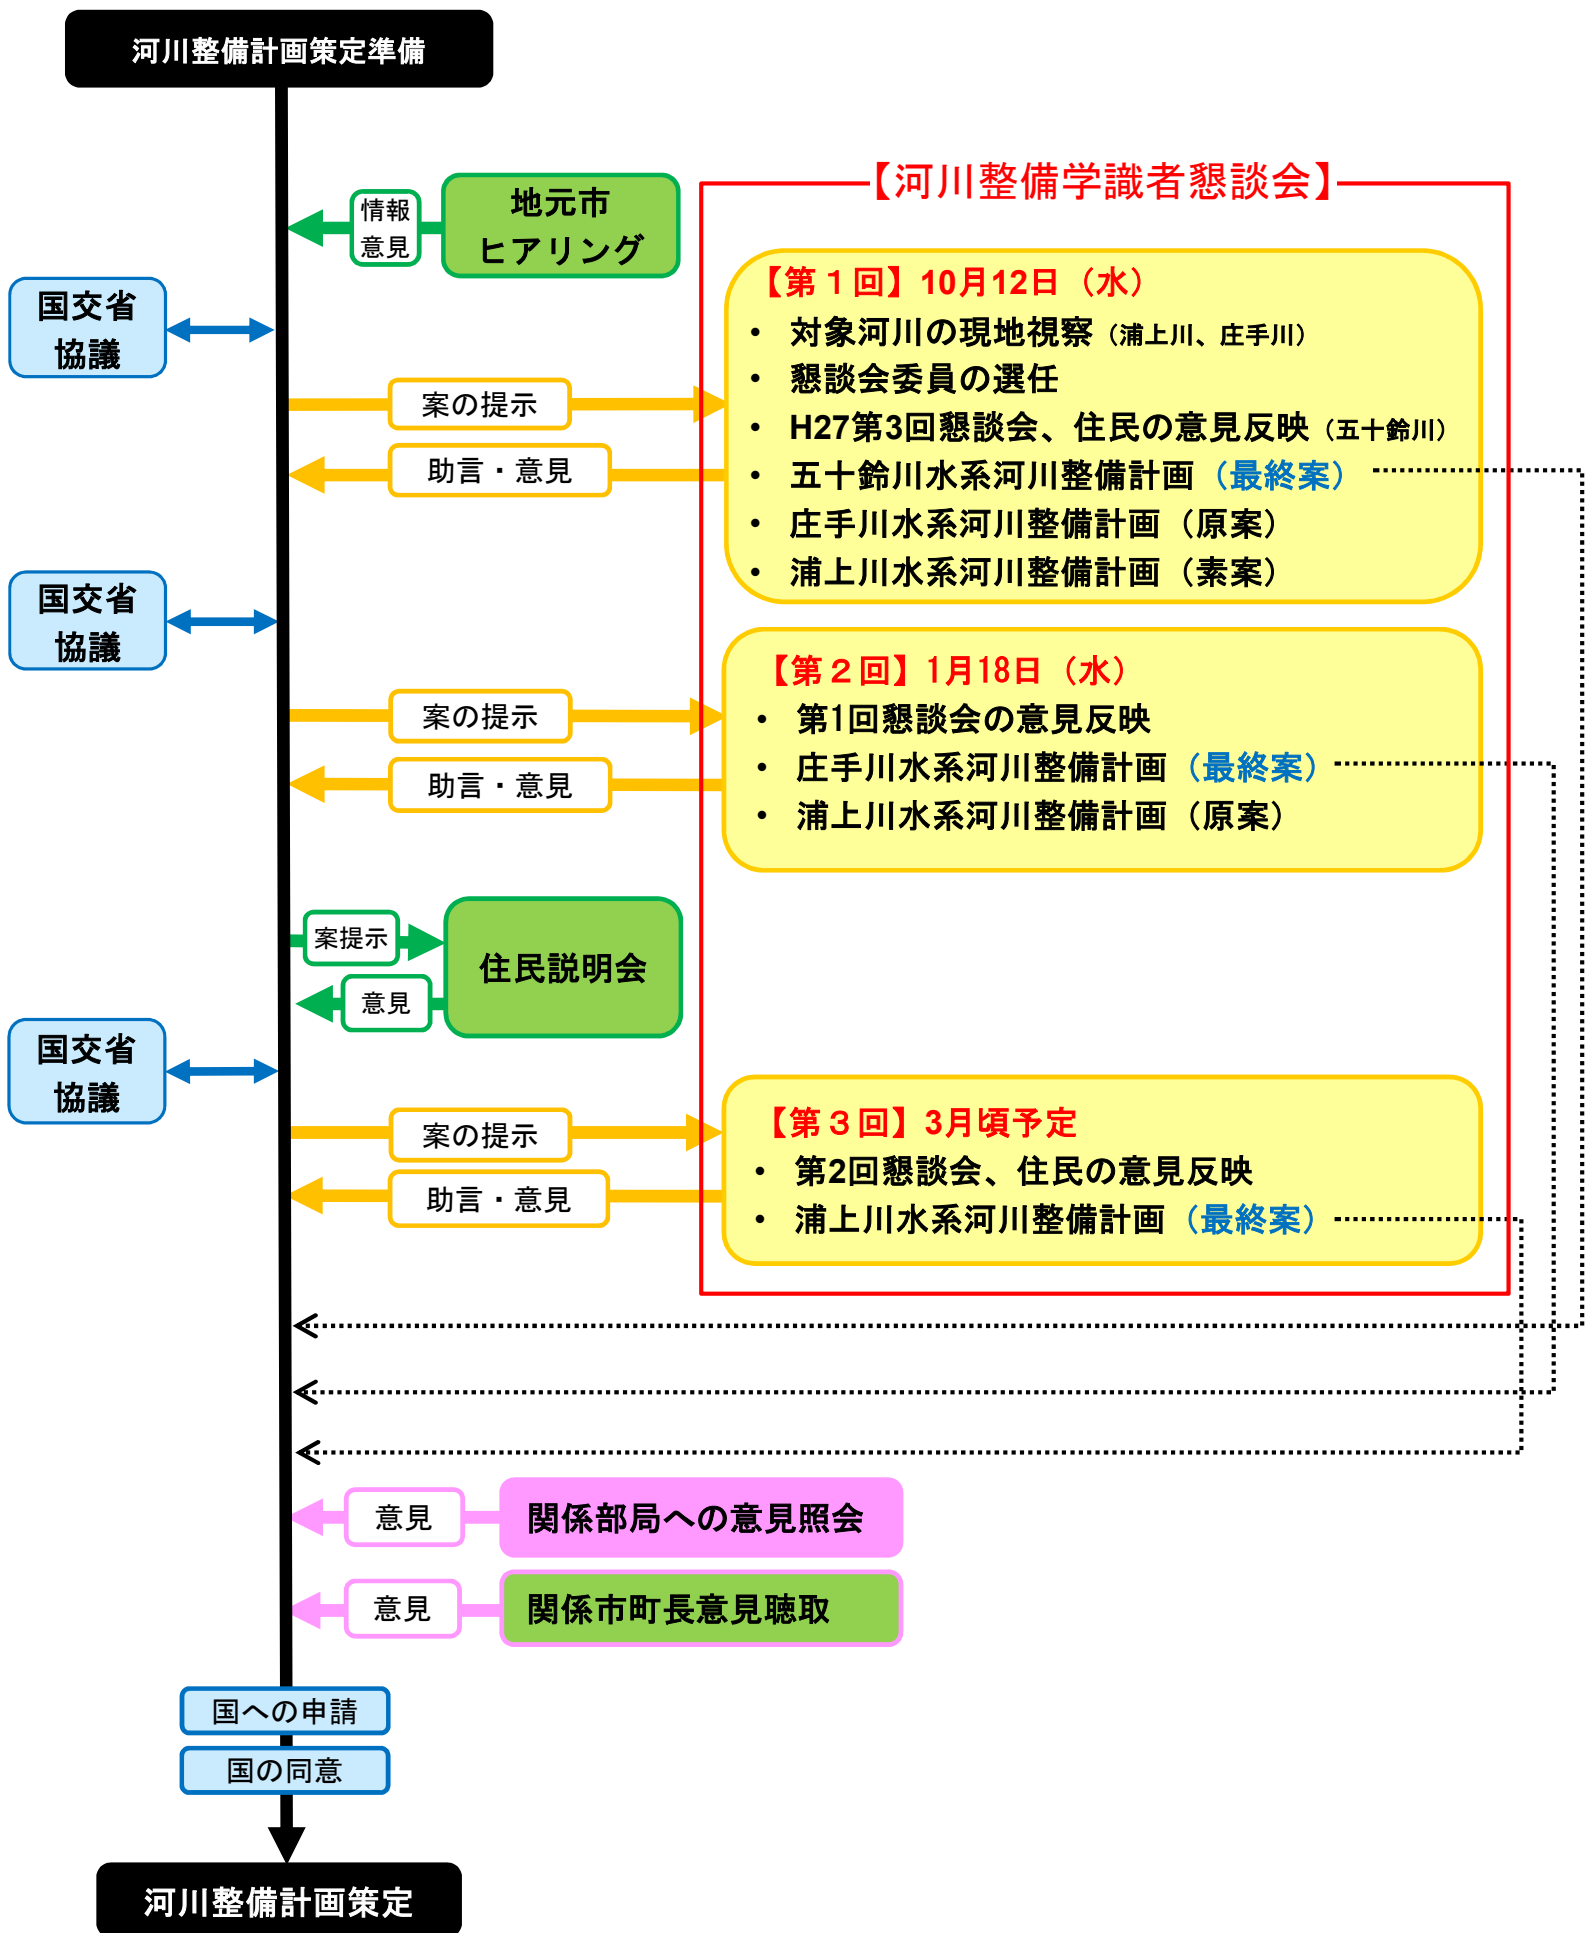 河川整備計画策定準備
【河川整備学識者懇談会】
情報
意見
地元市
ヒアリング
国交省
協議
【第１回】10月12日（水）
• 対象河川の現地視察（浦上川、庄手川）
• 懇談会委員の選任
• H27第3回懇談会、住民の意見反映（五十鈴川）
• 五十鈴川水系河川整備計画（最終案）
• 庄手川水系河川整備計画（原案）
• 浦上川水系河川整備計画（素案）
案の提示
助言・意見
国交省
協議
【第２回】1月18日（水）
• 第1回懇談会の意見反映
• 庄手川水系河川整備計画（最終案）
• 浦上川水系河川整備計画（原案）
案の提示
助言・意見
案提示
意見
住民説明会
国交省
協議
【第３回】3月頃予定
• 第2回懇談会、住民の意見反映
• 浦上川水系河川整備計画（最終案）
案の提示
助言・意見
意見
関係部局への意見照会
意見
関係市町長意見聴取
国への申請
国の同意
河川整備計画策定